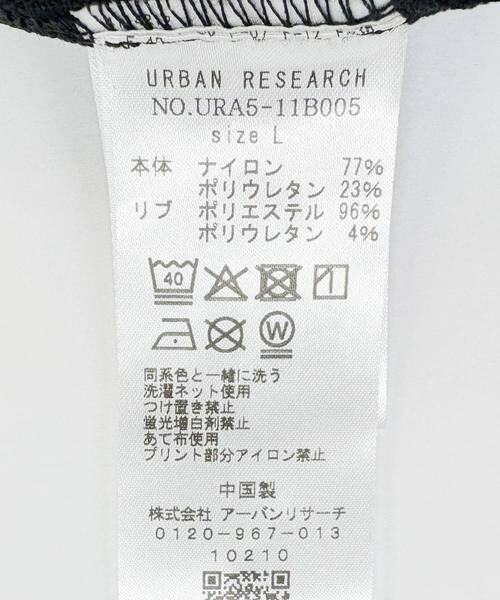 URBAN RESEARCH
NO.URA5-11B005
size L
本体 ナイロン 77%
ポリウレタン 23%
リブ ポリエステル 96%
ポリウレタン 4%
40
W
同系色と一緒に洗う
洗濯ネット使用
つけ置き禁止
蛍光増白剤禁止
あて布使用
プリント部分アイロン禁止
中国製
株式会社 アーバンリサーチ
0120-967-013
10210